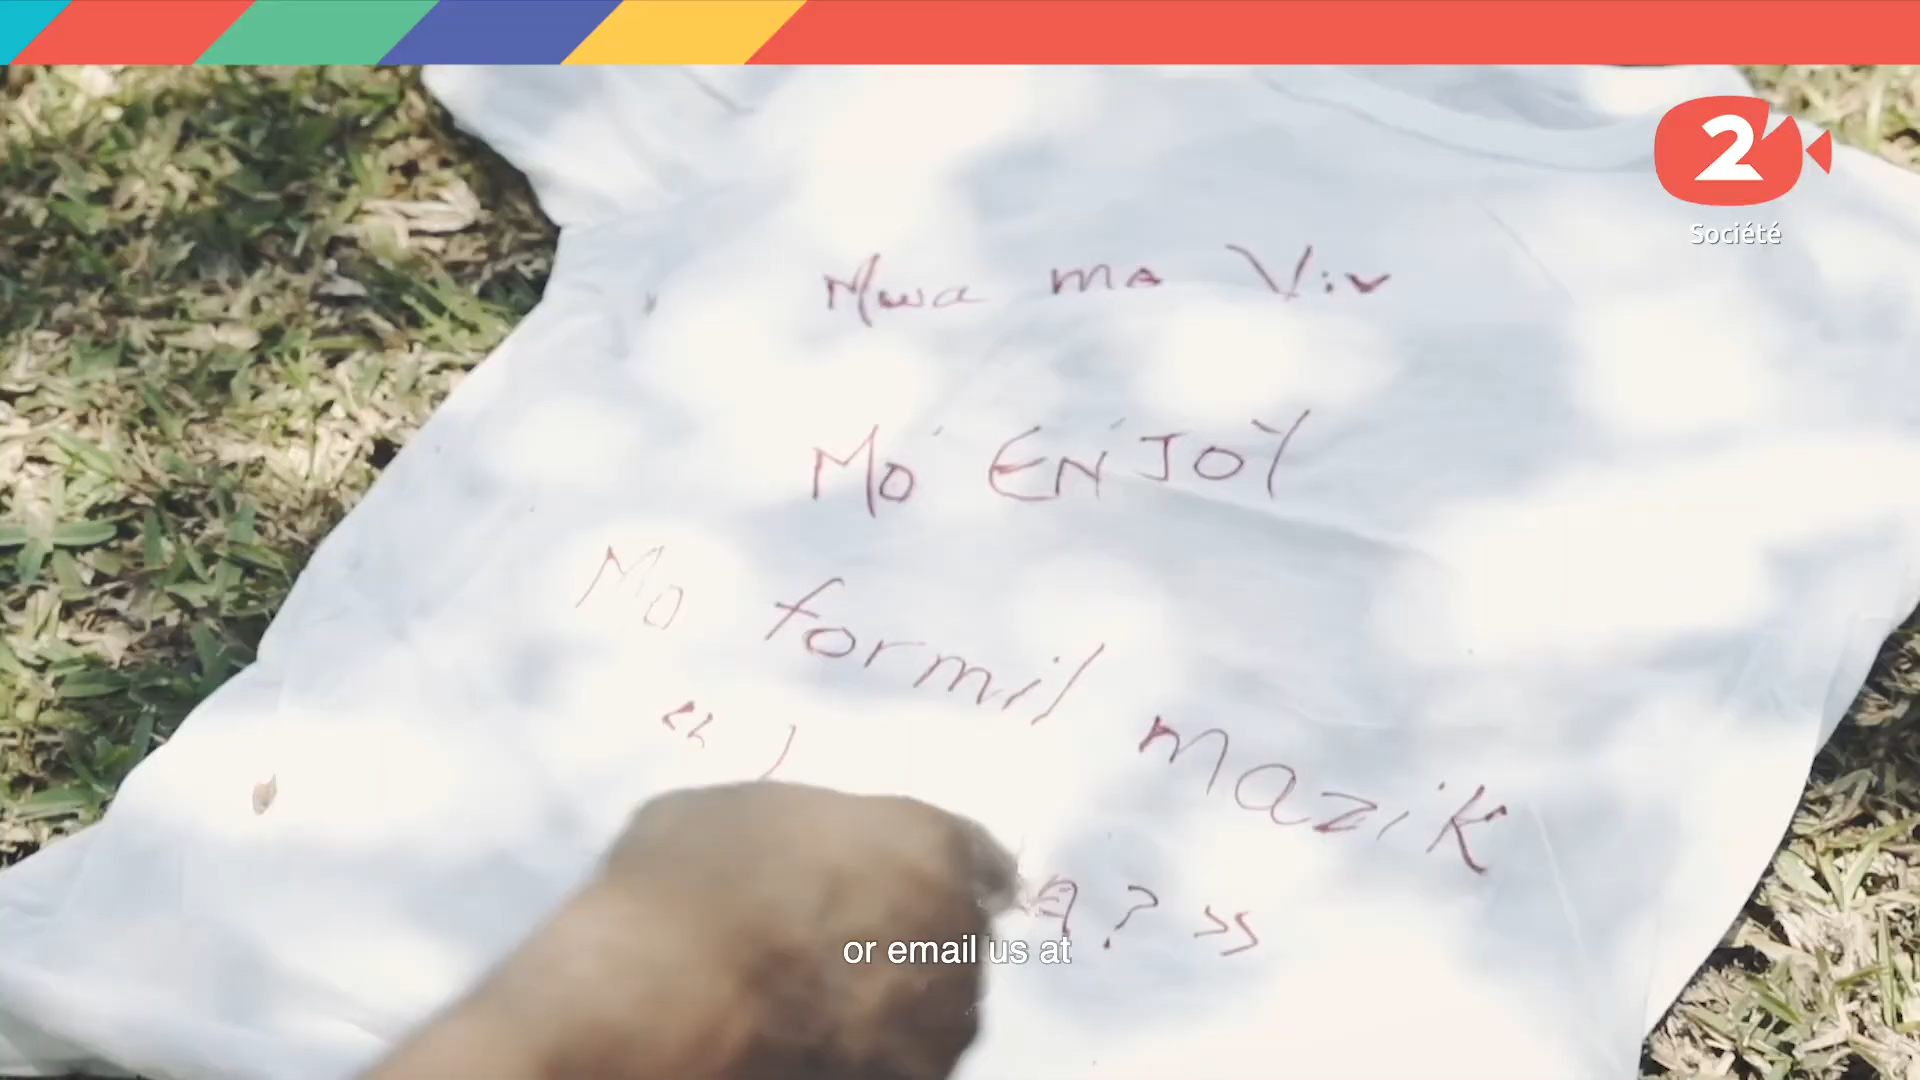 2
Société
Mwa ma Viv
Mo ENJOY
Mo formil mazik
? »
or email us at